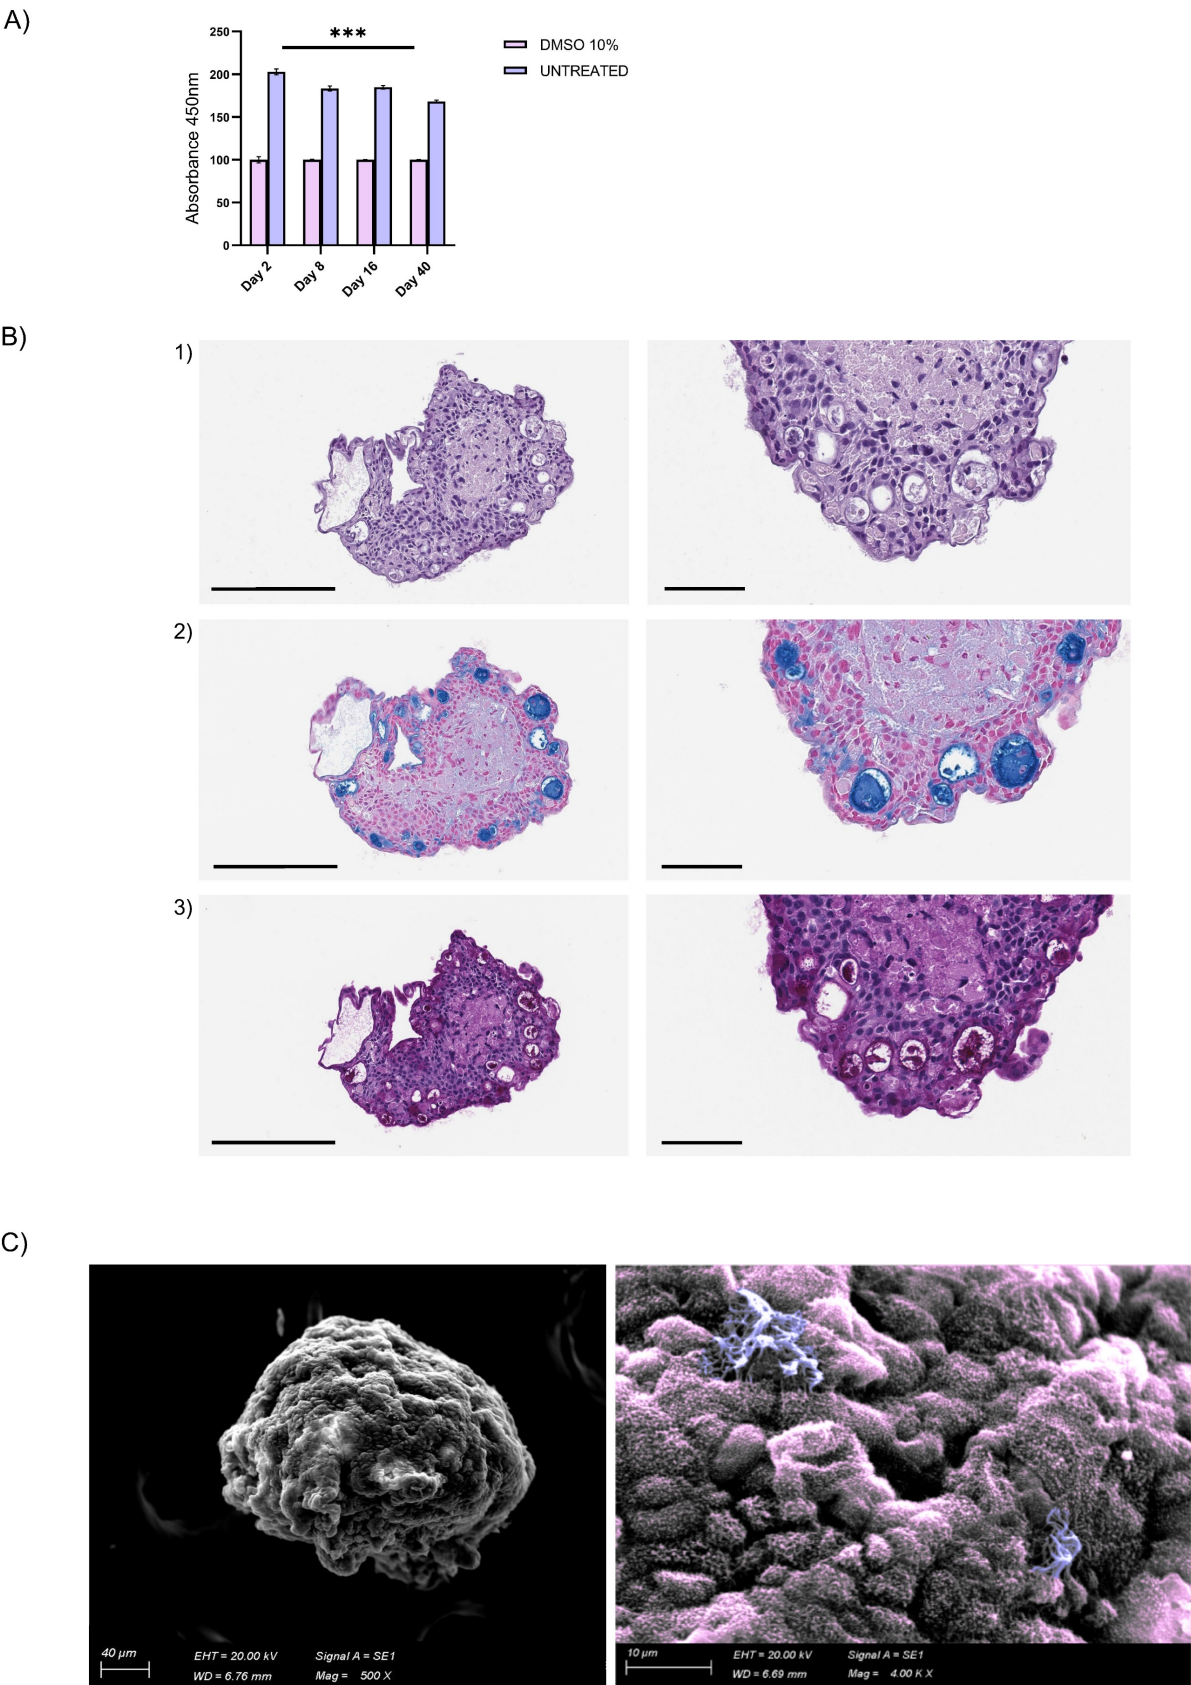 A)
250
200
150
100
50
0
Absorbance 450nm
***
DMSO 10%
UNTREATED
Day 2
Day 8
Day 16
Day 40
B)
1)
2)
3)
C)
40 µm
EHT = 20.00 kV
Signal A = SE1
WD = 6.76 mm
Mag = 500 X
10 µm
EHT = 20.00 kV
Signal A = SE1
WD = 6.69 mm
Mag = 4.00 K X